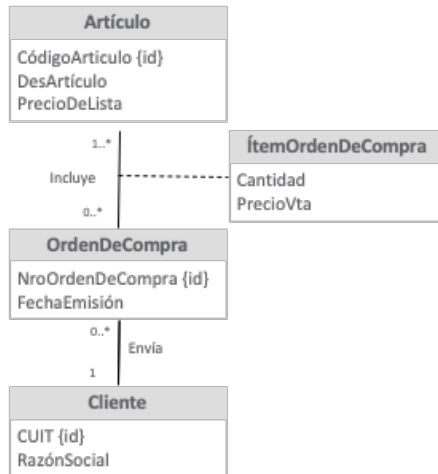 Artículo
CódigoArticulo {id}
DesArtículo
PrecioDeLista
1..*
Incluye
0..*
ÍtemOrdenDeCompra
Cantidad
PrecioVta
OrdenDeCompra
NroOrdenDeCompra {id}
FechaEmisión
0..*
Envía
1
Cliente
CUIT {id}
RazónSocial